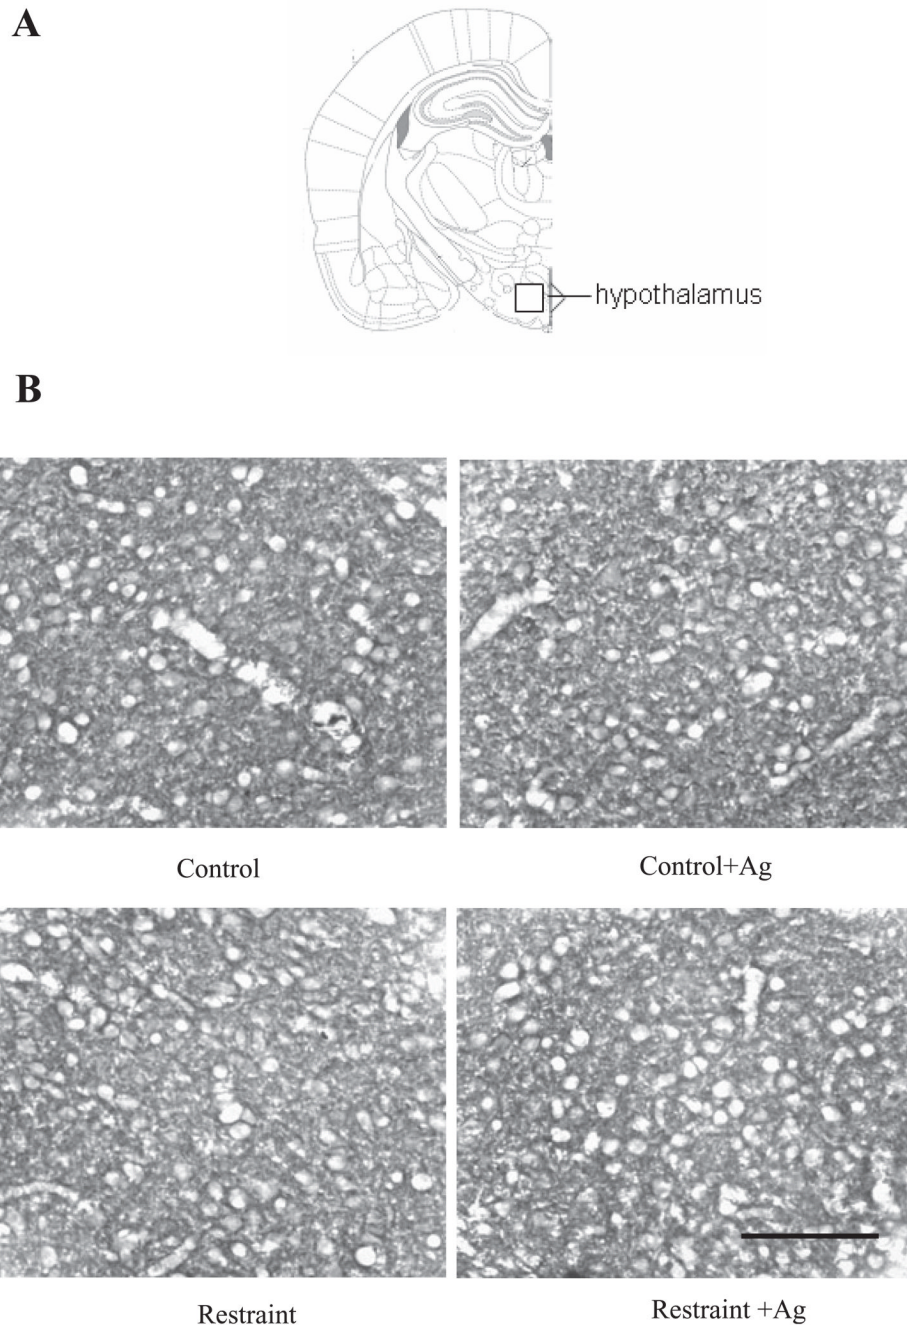 A
hypothalamus
B
Control
Control+Ag
Restraint
Restraint +Ag